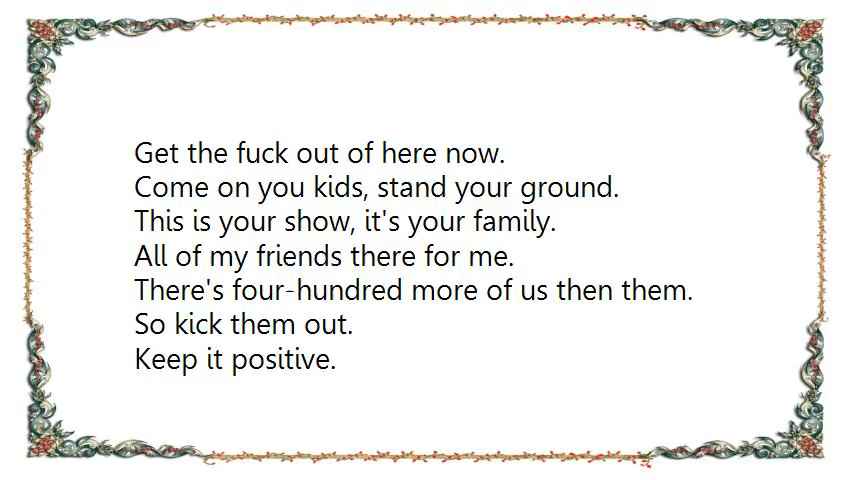 Get the fuck out of here now.
Come on you kids, stand your ground.
This is your show, it's your family.
All of my friends there for me.
There's four-hundred more of us then them.
So kick them out.
Keep it positive.